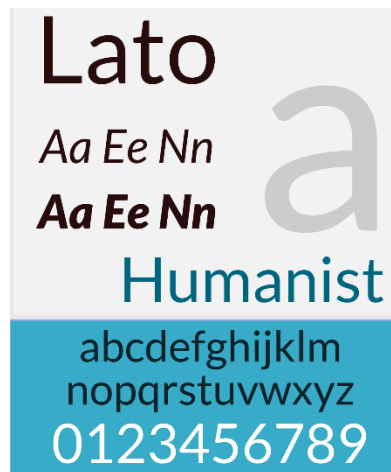 Lato
a
Aa Ee Nn
Aa Ee Nn
Humanist
abcdefghijklm
nopqrstuvwxyz
0123456789